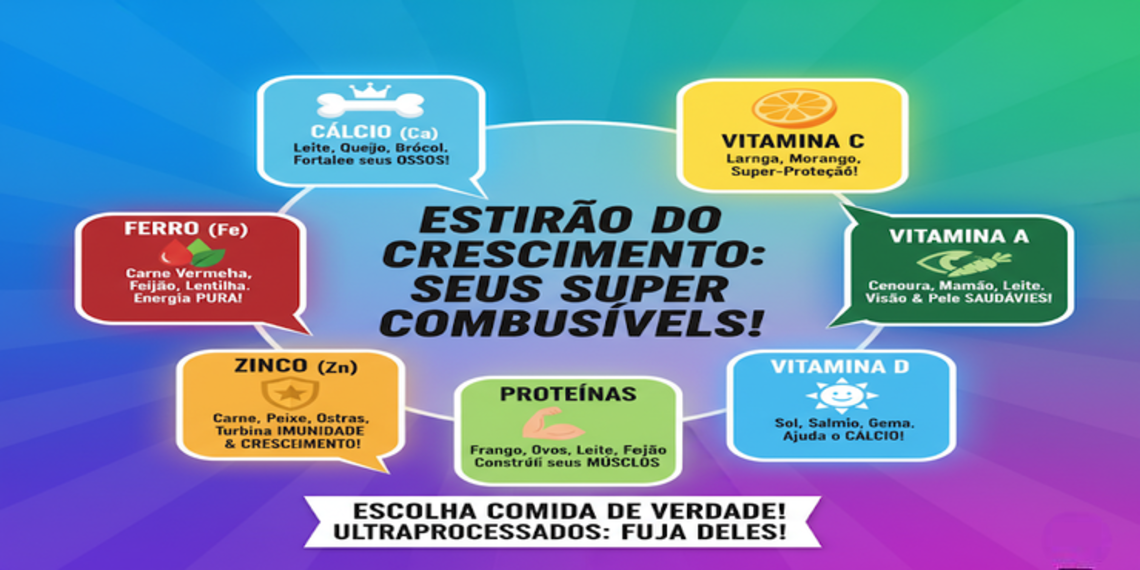 ESTIRÃO DO
CRESCIMENTO:
SEUS SUPER
COMBUSÍVELS!
CÁLCIO (Ca)
Leite, Queijo, Brócol.
Fortalee seus OSSOS!
VITAMINA C
Larnga, Morango,
Super-Proteçãó!
FERRO (Fe)
Carne Vermeha,
Feijão, Lentilha.
Energia PURA!
VITAMINA A
Cenoura, Mamão, Leite.
Visão & Pele SAUDÁVIES!
ZINCO (Zn)
Carne, Peixe, Ostras,
Turbina IMUNIDADE
& CRESCEIMENTO!
PROTEÍNAS
Frango, Ovos, Leite, Fejão
Construíi seus MÚSCLOS
VITAMINA D
Sol, Salmio, Gema.
Ajuda o CÁLCIO!
ESCOLHA COMIDA DE VERDADE!
ULTRAPROCESSADOS: FUJA DELES!